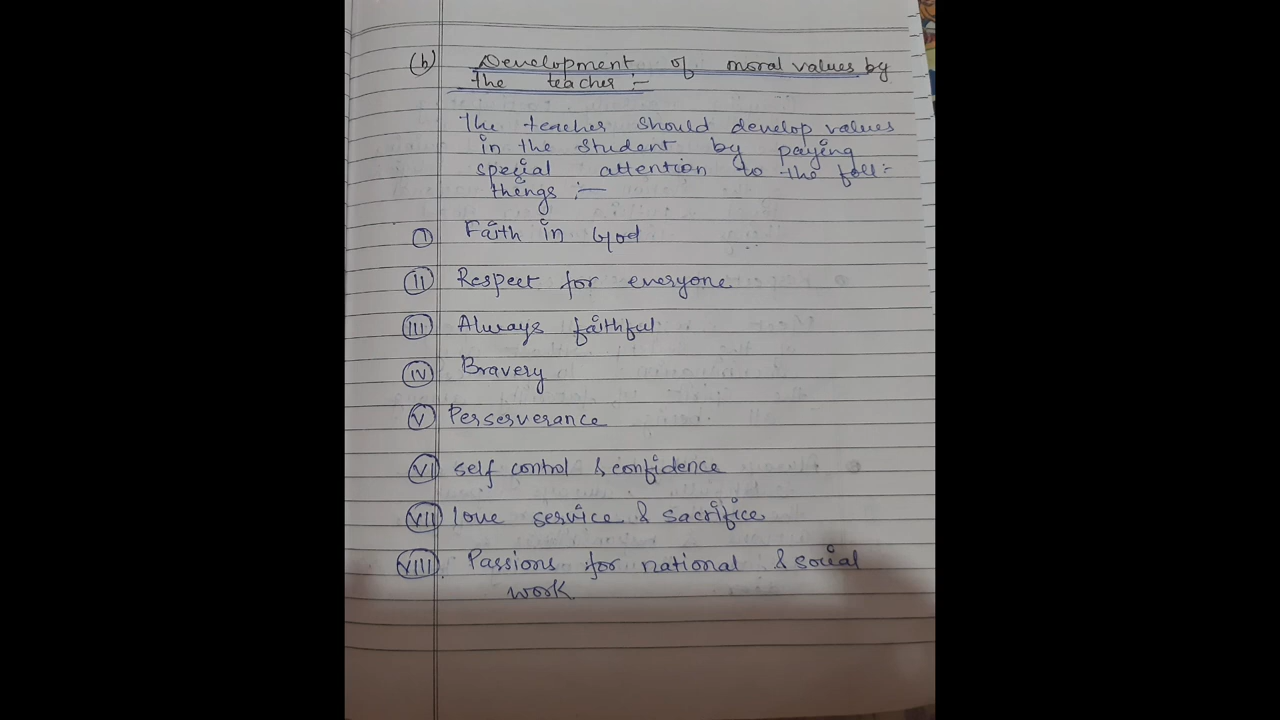 (b) Development of moral values by
the teacher :-
The teacher should develop values
in the student by paying
special attention to the foll :-
things :-
I Faith in God
II Respect for everyone
III Always faithful
IV Bravery
V Perserverance
VI self control & confidence
VII love service & sacrifice
VIII Passions for national & social
work